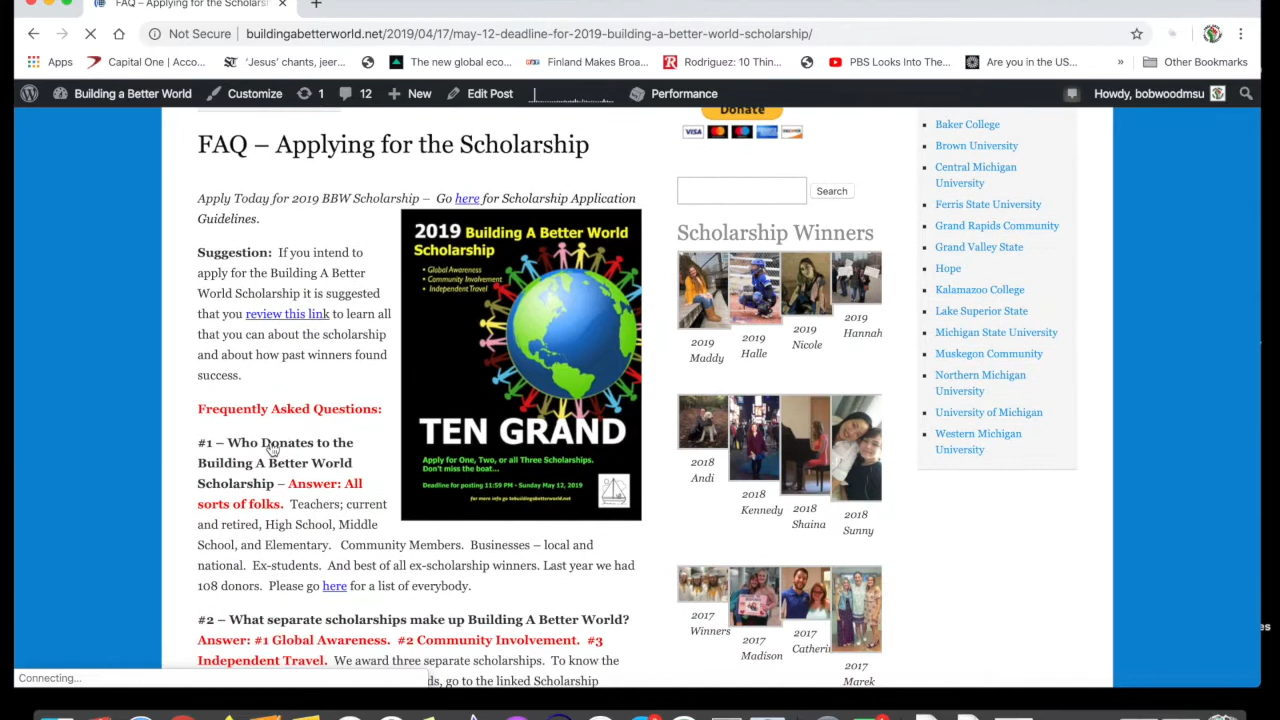 FAQ – Applying for the Scholarsh
Not Secure | buildingabetterworld.net/2019/04/17/may-12-deadline-for-2019-building-a-better-world-scholarship/
Apps Capital One | Acco... 'Jesus' chants, jeer... The new global eco... Finland Makes Bro... Rodriguez: 10 Thin... PBS Looks Into The... Are you in the US... » Other Bookmarks
Building a Better World Customize 1 12 New Edit Post Performance Howdy, bobwoodmsu
FAQ – Applying for the Scholarship
Apply Today for 2019 BBW Scholarship – Go here for Scholarship Application
Guidelines.
Suggestion: If you intend to
apply for the Building A Better
World Scholarship it is suggested
that you review this link to learn all
that you can about the scholarship
and about how past winners found
success.
Frequently Asked Questions:
#1 – Who Donates to the
Building A Better World
Scholarship – Answer: All
sorts of folks. Teachers; current
and retired, High School, Middle
School, and Elementary. Community Members. Businesses – local and
national. Ex-students. And best of all ex-scholarship winners. Last year we had
108 donors. Please go here for a list of everybody.
#2 – What separate scholarships make up Building A Better World?
Answer: #1 Global Awareness. #2 Community Involvement. #3
Independent Travel. We award three separate scholarships. To know the
ds, go to the linked Scholarship
2019 Building A Better World
Scholarship
• Global Awareness
• Community Involvement
• Independent Travel
TEN GRAND
Apply for One, Two, or all Three Scholarships.
Don't miss the boat...
Deadline for posting 11:59 PM - Sunday May 12, 2019
for more info go to buildingabetterworld.net
Donate
VISA
Search
Scholarship Winners
2019
Maddy
2019
Halle
2019
Nicole
2019
Hannah
2018
Andi
2018
Kennedy
2018
Shaina
2018
Sunny
2017
Winners
2017
Madison
2017
Catheri
2017
Marek
Baker College
Brown University
Central Michigan
University
Ferris State University
Grand Rapids Community
Grand Valley State
Hope
Kalamazoo College
Lake Superior State
Michigan State University
Muskegon Community
Northern Michigan
University
University of Michigan
Western Michigan
University
Connecting...
es